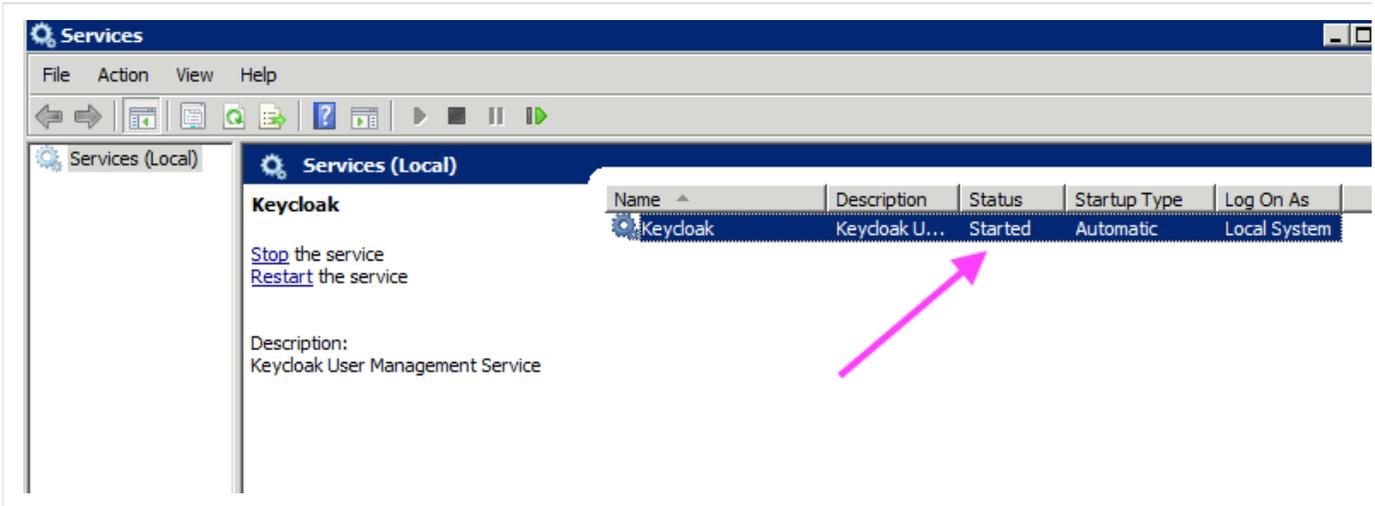 Services
File Action View Help
Services (Local)
Services (Local)
Keycloak
Stop the service
Restart the service
Description:
Keycloak User Management Service
Name Description Status Startup Type Log On As
Keycloak Keycloak U... Started Automatic Local System